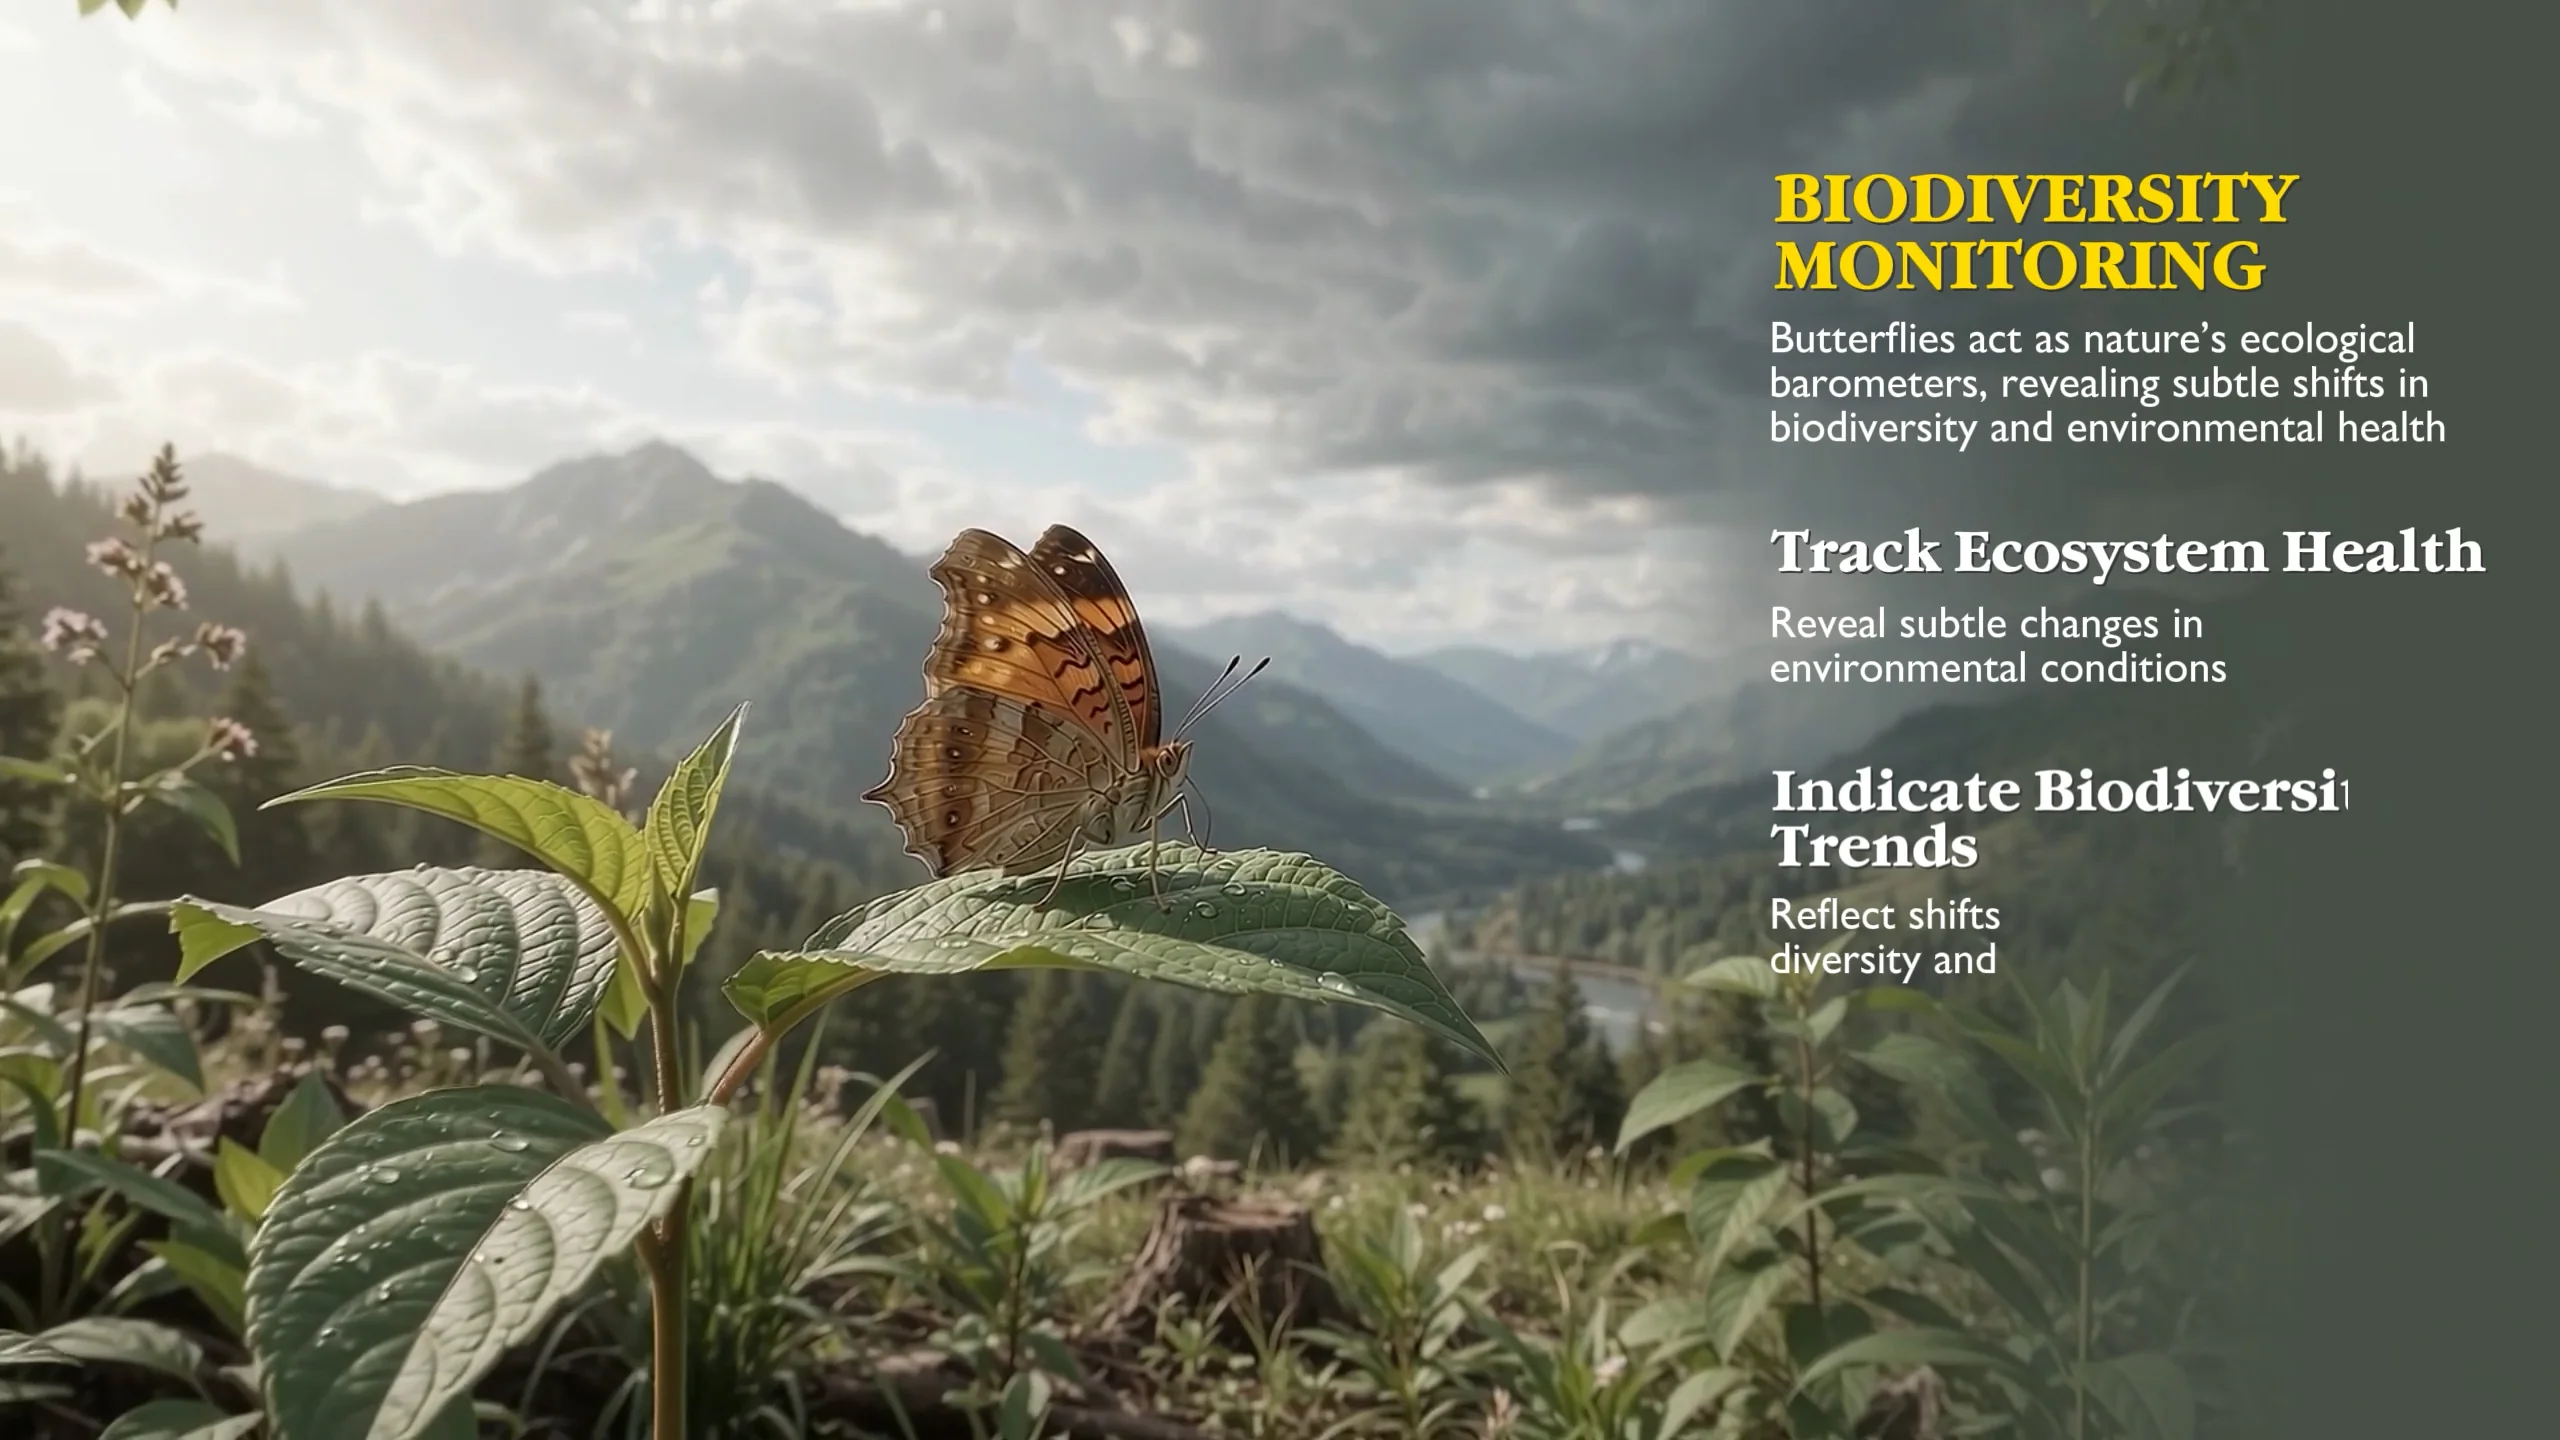 BIODIVERSITY
MONITORING
Butterflies act as nature’s ecological
barometers, revealing subtle shifts in
biodiversity and environmental health
Track Ecosystem Health
Reveal subtle changes in
environmental conditions
Indicate Biodiversit
Trends
Reflect shifts
diversity and